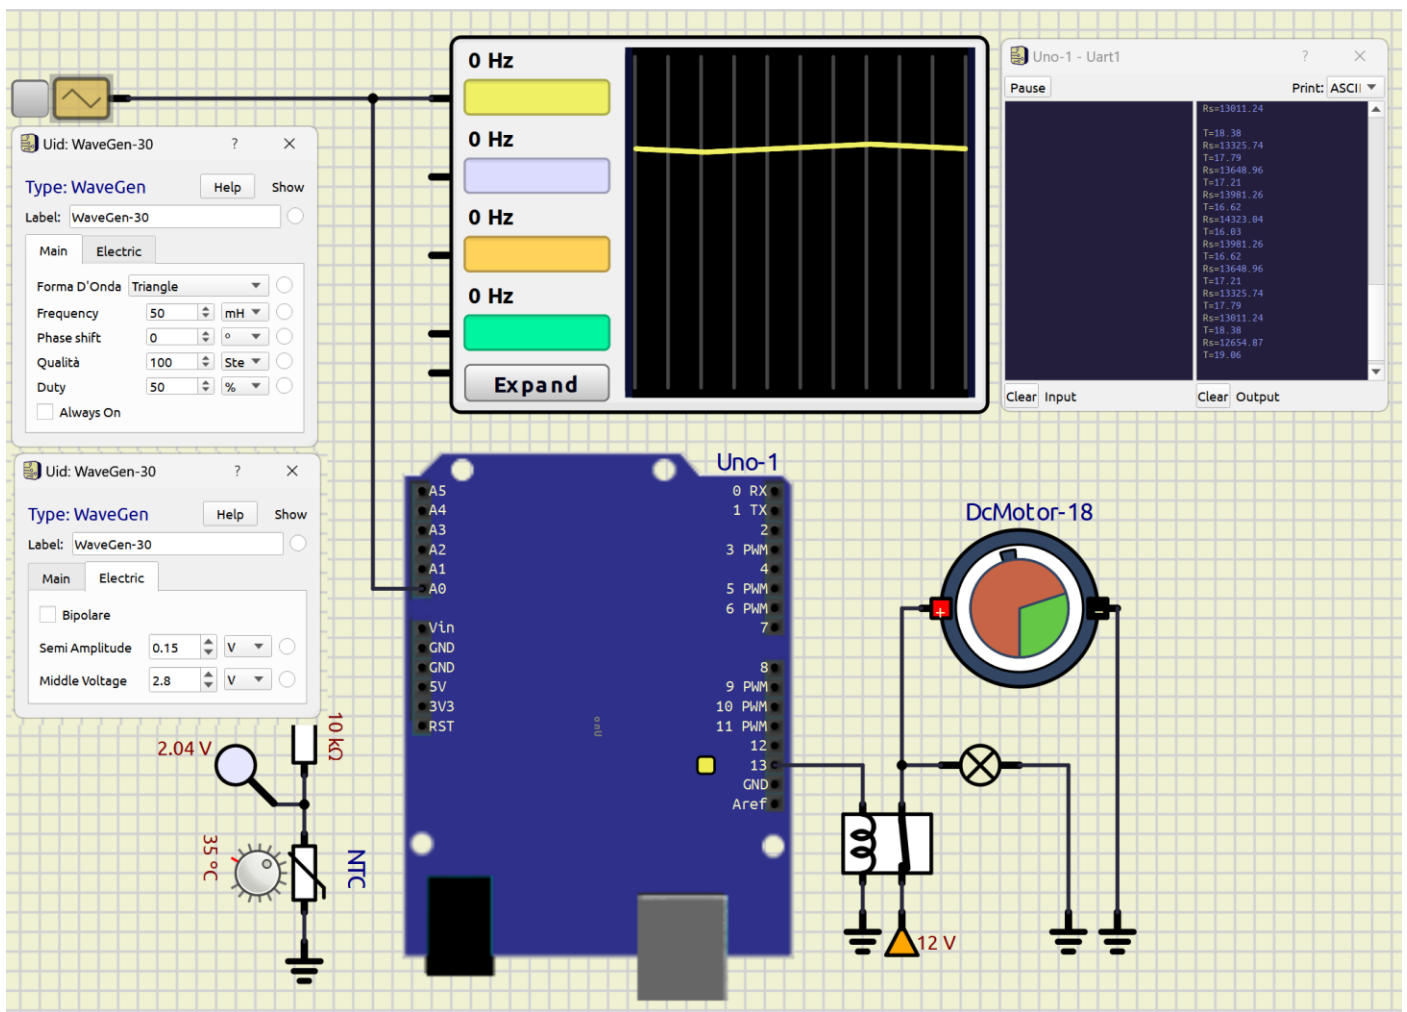 0 Hz
0 Hz
0 Hz
0 Hz
Expand
Uno-1 - Uart1
?
Pause
Print: ASCII
Rs=13011.24
T=18.38
Rs=13325.74
T=17.79
Rs=13648.96
T=17.21
Rs=13981.26
T=16.62
Rs=14323.04
T=16.03
Rs=13981.26
T=16.62
Rs=13648.96
T=17.21
Rs=13325.74
T=17.79
Rs=13011.24
T=18.38
Rs=12654.87
T=19.06
Clear Input
Clear Output
Uid: WaveGen-30 ?
Type: WaveGen Help Show
Label: WaveGen-30
Main Electric
Forma D'Onda Triangle
Frequency 50 mH
Phase shift 0 °
Qualità 100 Ste
Duty 50 %
Always On
Uid: WaveGen-30 ?
Type: WaveGen Help Show
Label: WaveGen-30
Main Electric
Bipolare
Semi Amplitude 0.15 V
Middle Voltage 2.8 V
10 kΩ
2.04 V
35 °C
NTC
Uno-1
A5
A4
A3
A2
A1
A0
Vin
GND
GND
5V
3V3
RST
Uno
0 RX
1 TX
2
3 PWM
4
5 PWM
6 PWM
7
8
9 PWM
10 PWM
11 PWM
12
13
GND
Aref
DcMotor-18
+
-
12 V